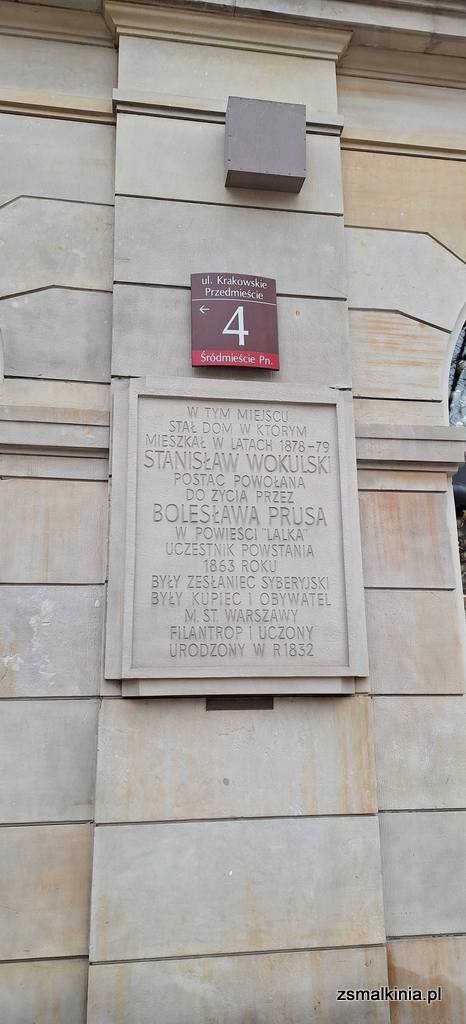 ul. Krakowskie
Przedmieście
← 4
Śródmieście Pn.
W TYM MIEJSCU
STAŁ DOM W KTÓRYM
MIESZKAŁ W LATACH 1878-79
STANISŁAW WOKULSKI
POSTAĆ POWOŁANA
DO ŻYCIA PRZEZ
BOLESŁAWA PRUSA
W POWIEŚCI "LALKA"
UCZESTNIK POWSTANIA
1863 ROKU
BYŁY ZESŁANIEC SYBERYJSKI
BYŁY KUPIEC I OBYWATEL
M. ST. WARSZAWY
FILANTROP I UCZONY
URODZONY W R 1832
zsmalkinia.pl